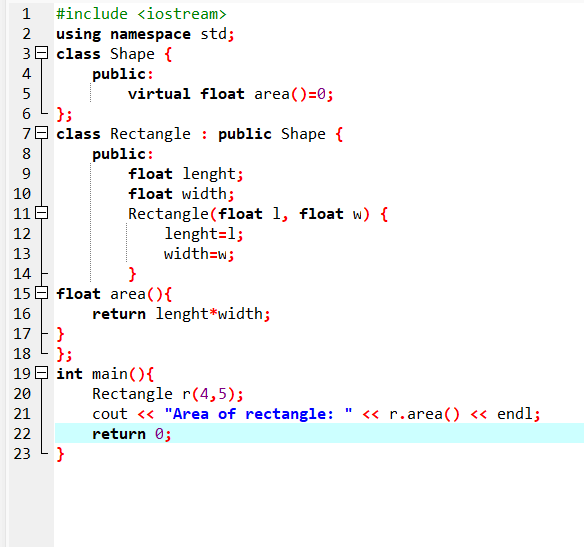 1 #include <iostream>
2 using namespace std;
3 class Shape {
4 public:
5 virtual float area()=0;
6 };
7 class Rectangle : public Shape {
8 public:
9 float lenght;
10 float width;
11 Rectangle(float l, float w) {
12 lenght=l;
13 width=w;
14 }
15 float area(){
16 return lenght*width;
17 }
18 };
19 int main(){
20 Rectangle r(4,5);
21 cout << "Area of rectangle: " << r.area() << endl;
22 return 0;
23 }